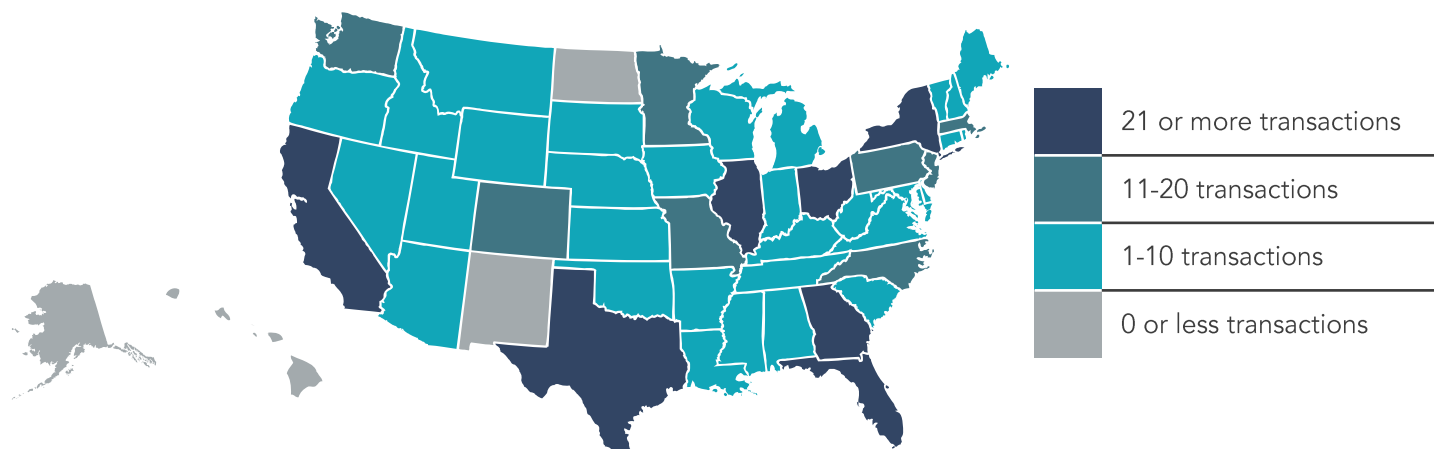 21 or more transactions
11-20 transactions
1-10 transactions
0 or less transactions